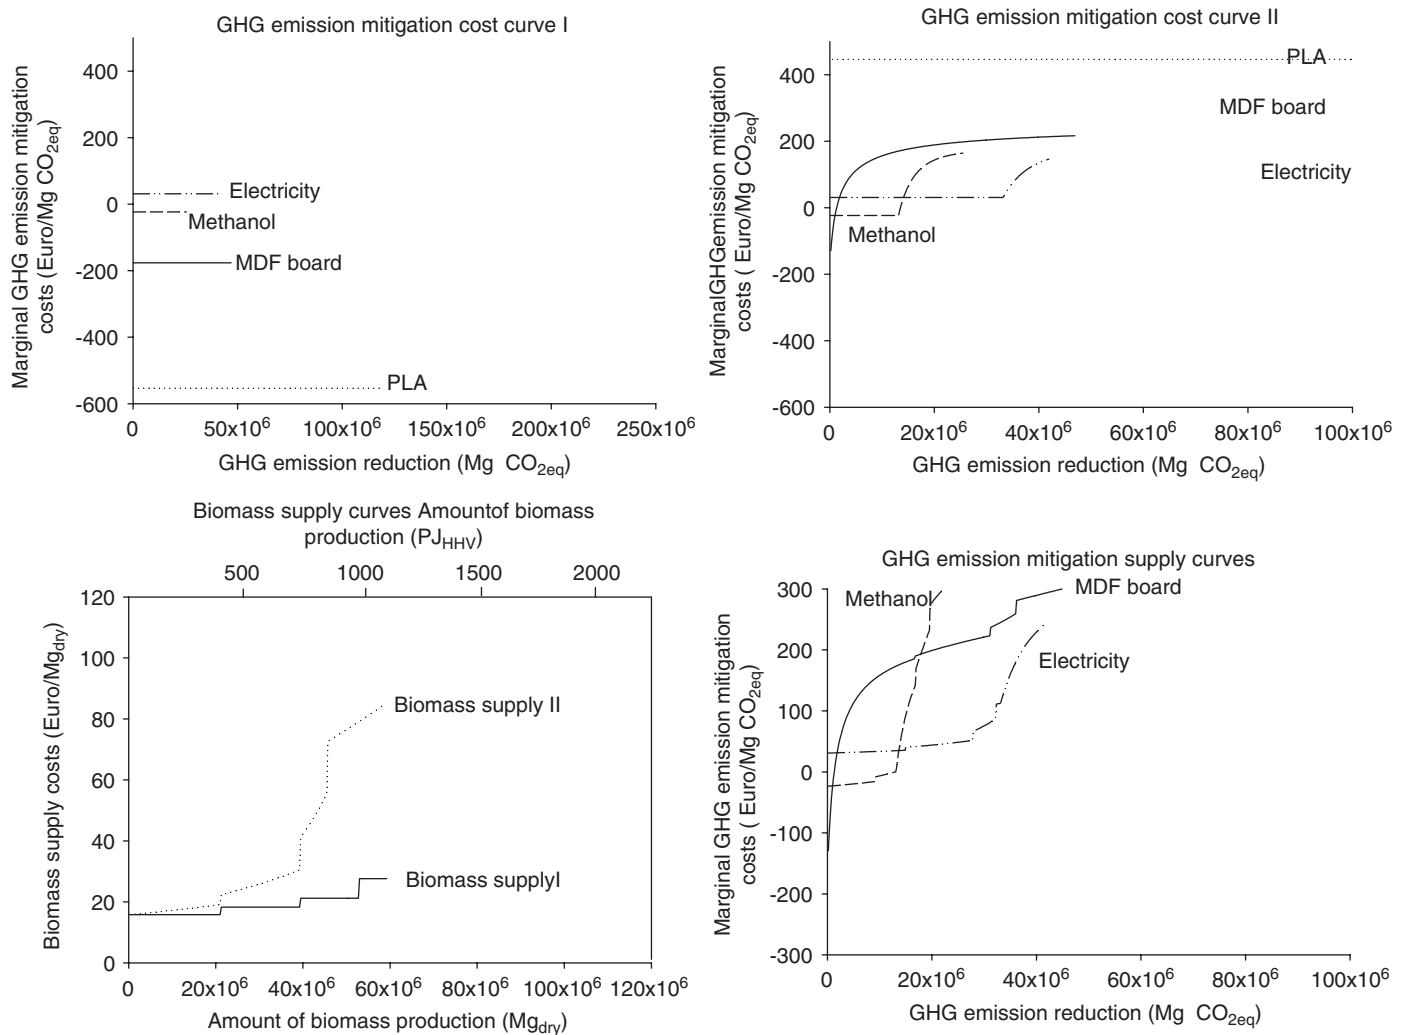 GHG emission mitigation cost curve I
Marginal GHG emission mitigation
costs (Euro/Mg CO2eq)
400
200
0
-200
-400
-600
Electricity
Methanol
MDF board
PLA
0 50x10^6 100x10^6 150x10^6 200x10^6 250x10^6
GHG emission reduction (Mg CO2eq)
GHG emission mitigation cost curve II
MarginalGHGemission mitigation
costs ( Euro/Mg CO2eq)
400
200
0
-200
-400
-600
PLA
MDF board
Electricity
Methanol
0 20x10^6 40x10^6 60x10^6 80x10^6 100x10^6
GHG emission reduction (Mg CO2eq)
Biomass supply curves Amountof biomass
production (PJHHV)
500 1000 1500 2000
Biomass supply costs (Euro/Mgdry)
120
100
80
60
40
20
0
Biomass supply II
Biomass supplyI
0 20x10^6 40x10^6 60x10^6 80x10^6 100x10^6 120x10^6
Amount of biomass production (Mgdry)
GHG emission mitigation supply curves
Marginal GHG emission mitigation
costs ( Euro/Mg CO2eq)
300
200
100
0
-100
-200
-300
Methanol
MDF board
Electricity
0 20x10^6 40x10^6 60x10^6 80x10^6 100x10^6
GHG emission reduction (Mg CO2eq)